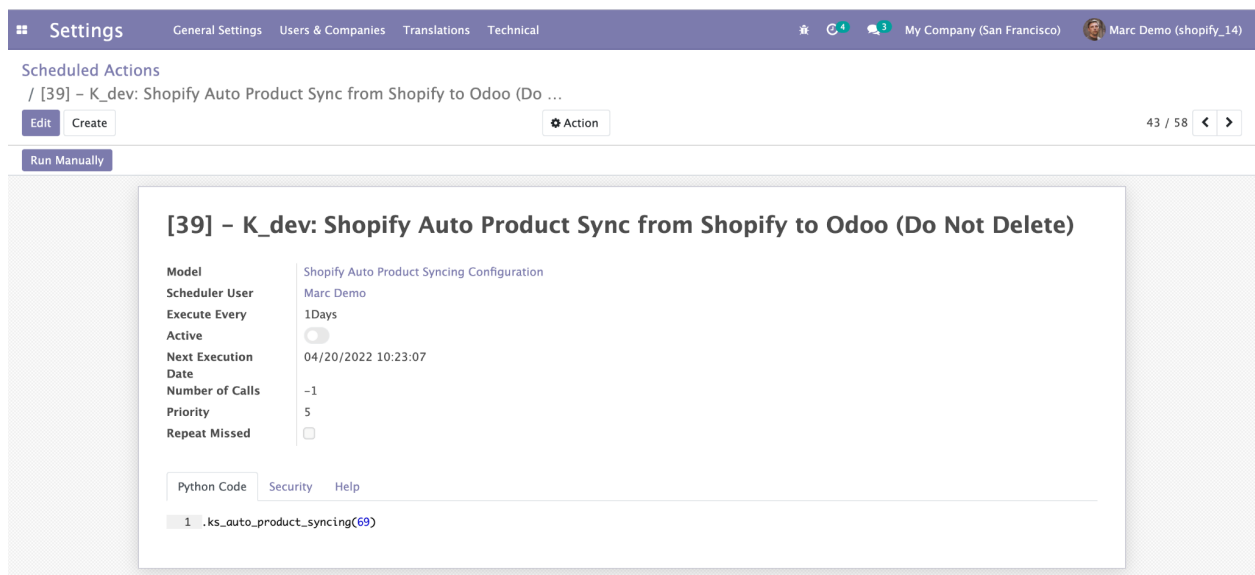 Settings General Settings Users & Companies Translations Technical 4 3 My Company (San Francisco) Marc Demo (shopify_14)
Scheduled Actions
/ [39] – K_dev: Shopify Auto Product Sync from Shopify to Odoo (Do ...
Edit Create Action 43 / 58
Run Manually
[39] – K_dev: Shopify Auto Product Sync from Shopify to Odoo (Do Not Delete)
Model Shopify Auto Product Syncing Configuration
Scheduler User Marc Demo
Execute Every 1Days
Active
Next Execution 04/20/2022 10:23:07
Date
Number of Calls -1
Priority 5
Repeat Missed
Python Code Security Help
1 .ks_auto_product_syncing(69)